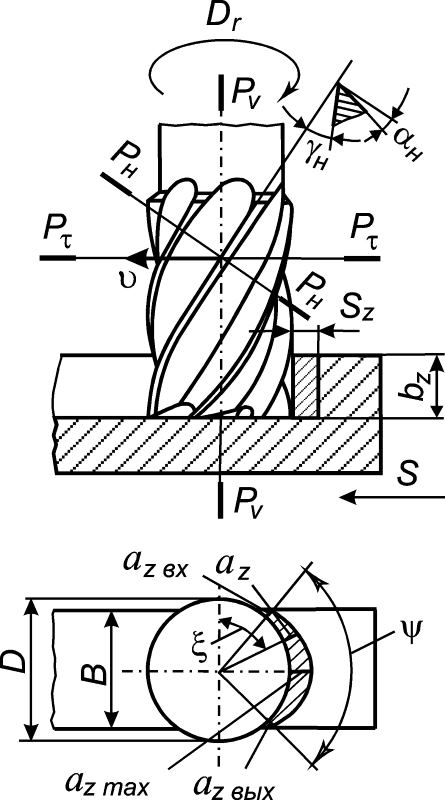 D_r
P_v
γ_н
α_н
P_н
P_τ
P_τ
υ
P_н
S_z
b_z
P_v
S
a_z вх
a_z
ξ
ψ
D
B
a_z max
a_z вых